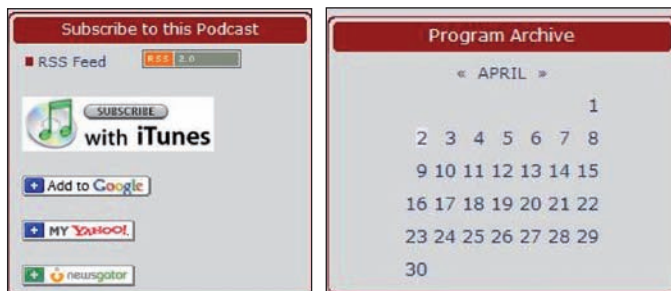 Subscribe to this Podcast
RSS Feed RSS 2.0
SUBSCRIBE
with iTunes
+ Add to Google
+ MY YAHOO!
+ newsgator
Program Archive
« APRIL »
1
2 3 4 5 6 7 8
9 10 11 12 13 14 15
16 17 18 19 20 21 22
23 24 25 26 27 28 29
30